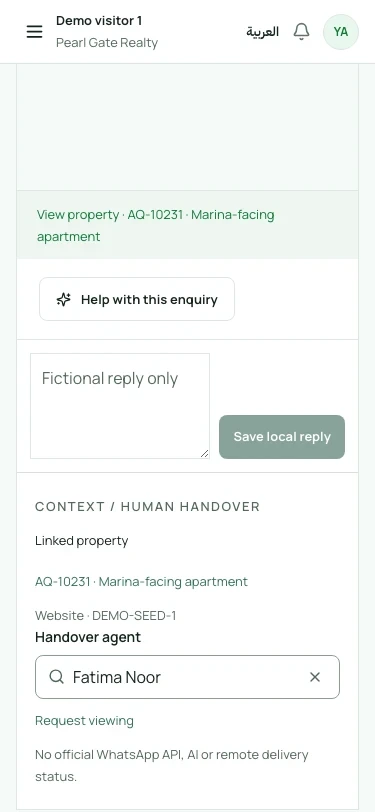 Demo visitor 1
Pearl Gate Realty
العربية
YA
View property · AQ-10231 · Marina-facing
apartment
Help with this enquiry
Fictional reply only
Save local reply
CONTEXT / HUMAN HANDOVER
Linked property
AQ-10231 · Marina-facing apartment
Website · DEMO-SEED-1
Handover agent
Fatima Noor
Request viewing
No official WhatsApp API, AI or remote delivery
status.